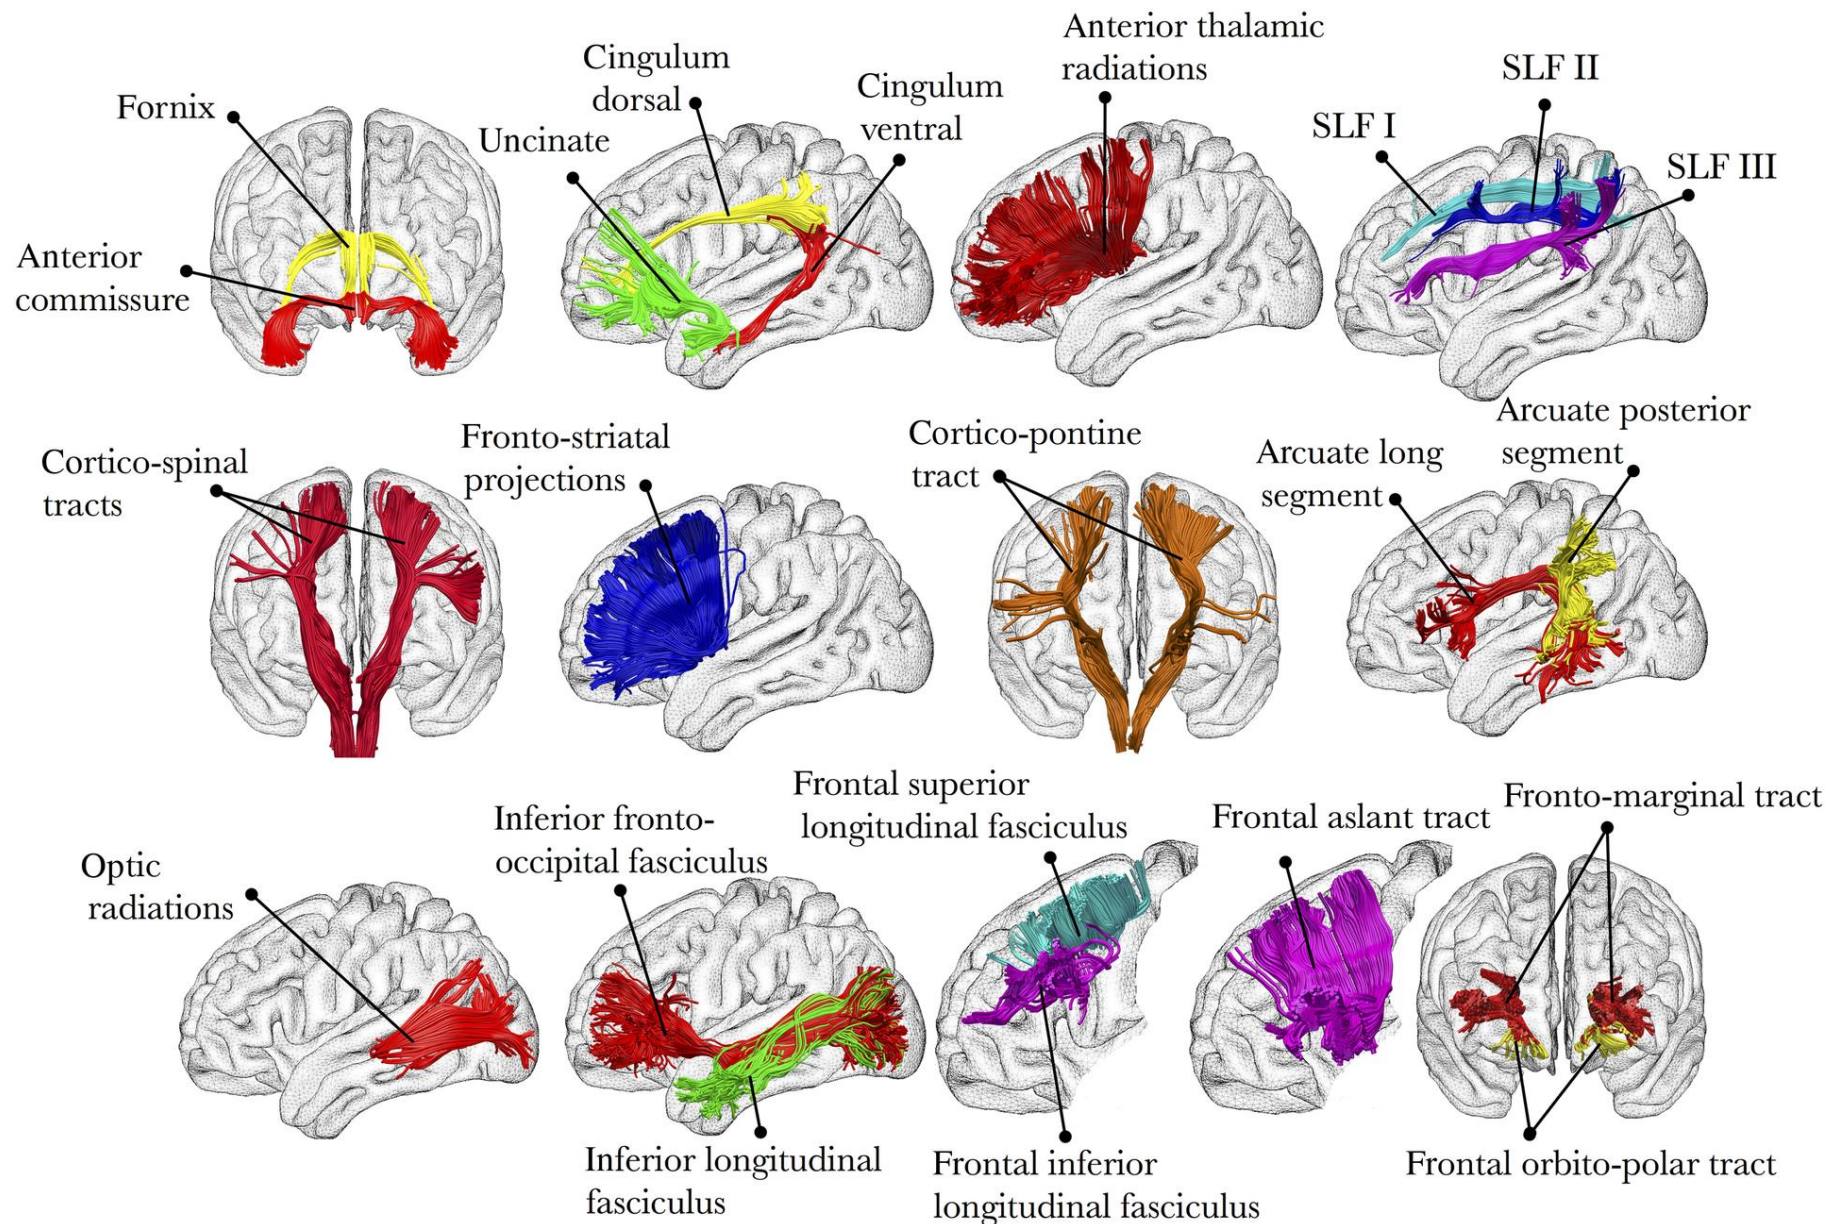 Fornix
Anterior
commissure
Uncinate
Cingulum
dorsal
Cingulum
ventral
Anterior thalamic
radiations
SLF I
SLF II
SLF III
Cortico-spinal
tracts
Fronto-striatal
projections
Cortico-pontine
tract
Arcuate long
segment
Arcuate posterior
segment
Optic
radiations
Inferior fronto-
occipital fasciculus
Inferior longitudinal
fasciculus
Frontal superior
longitudinal fasciculus
Frontal inferior
longitudinal fasciculus
Frontal aslant tract
Fronto-marginal tract
Frontal orbito-polar tract